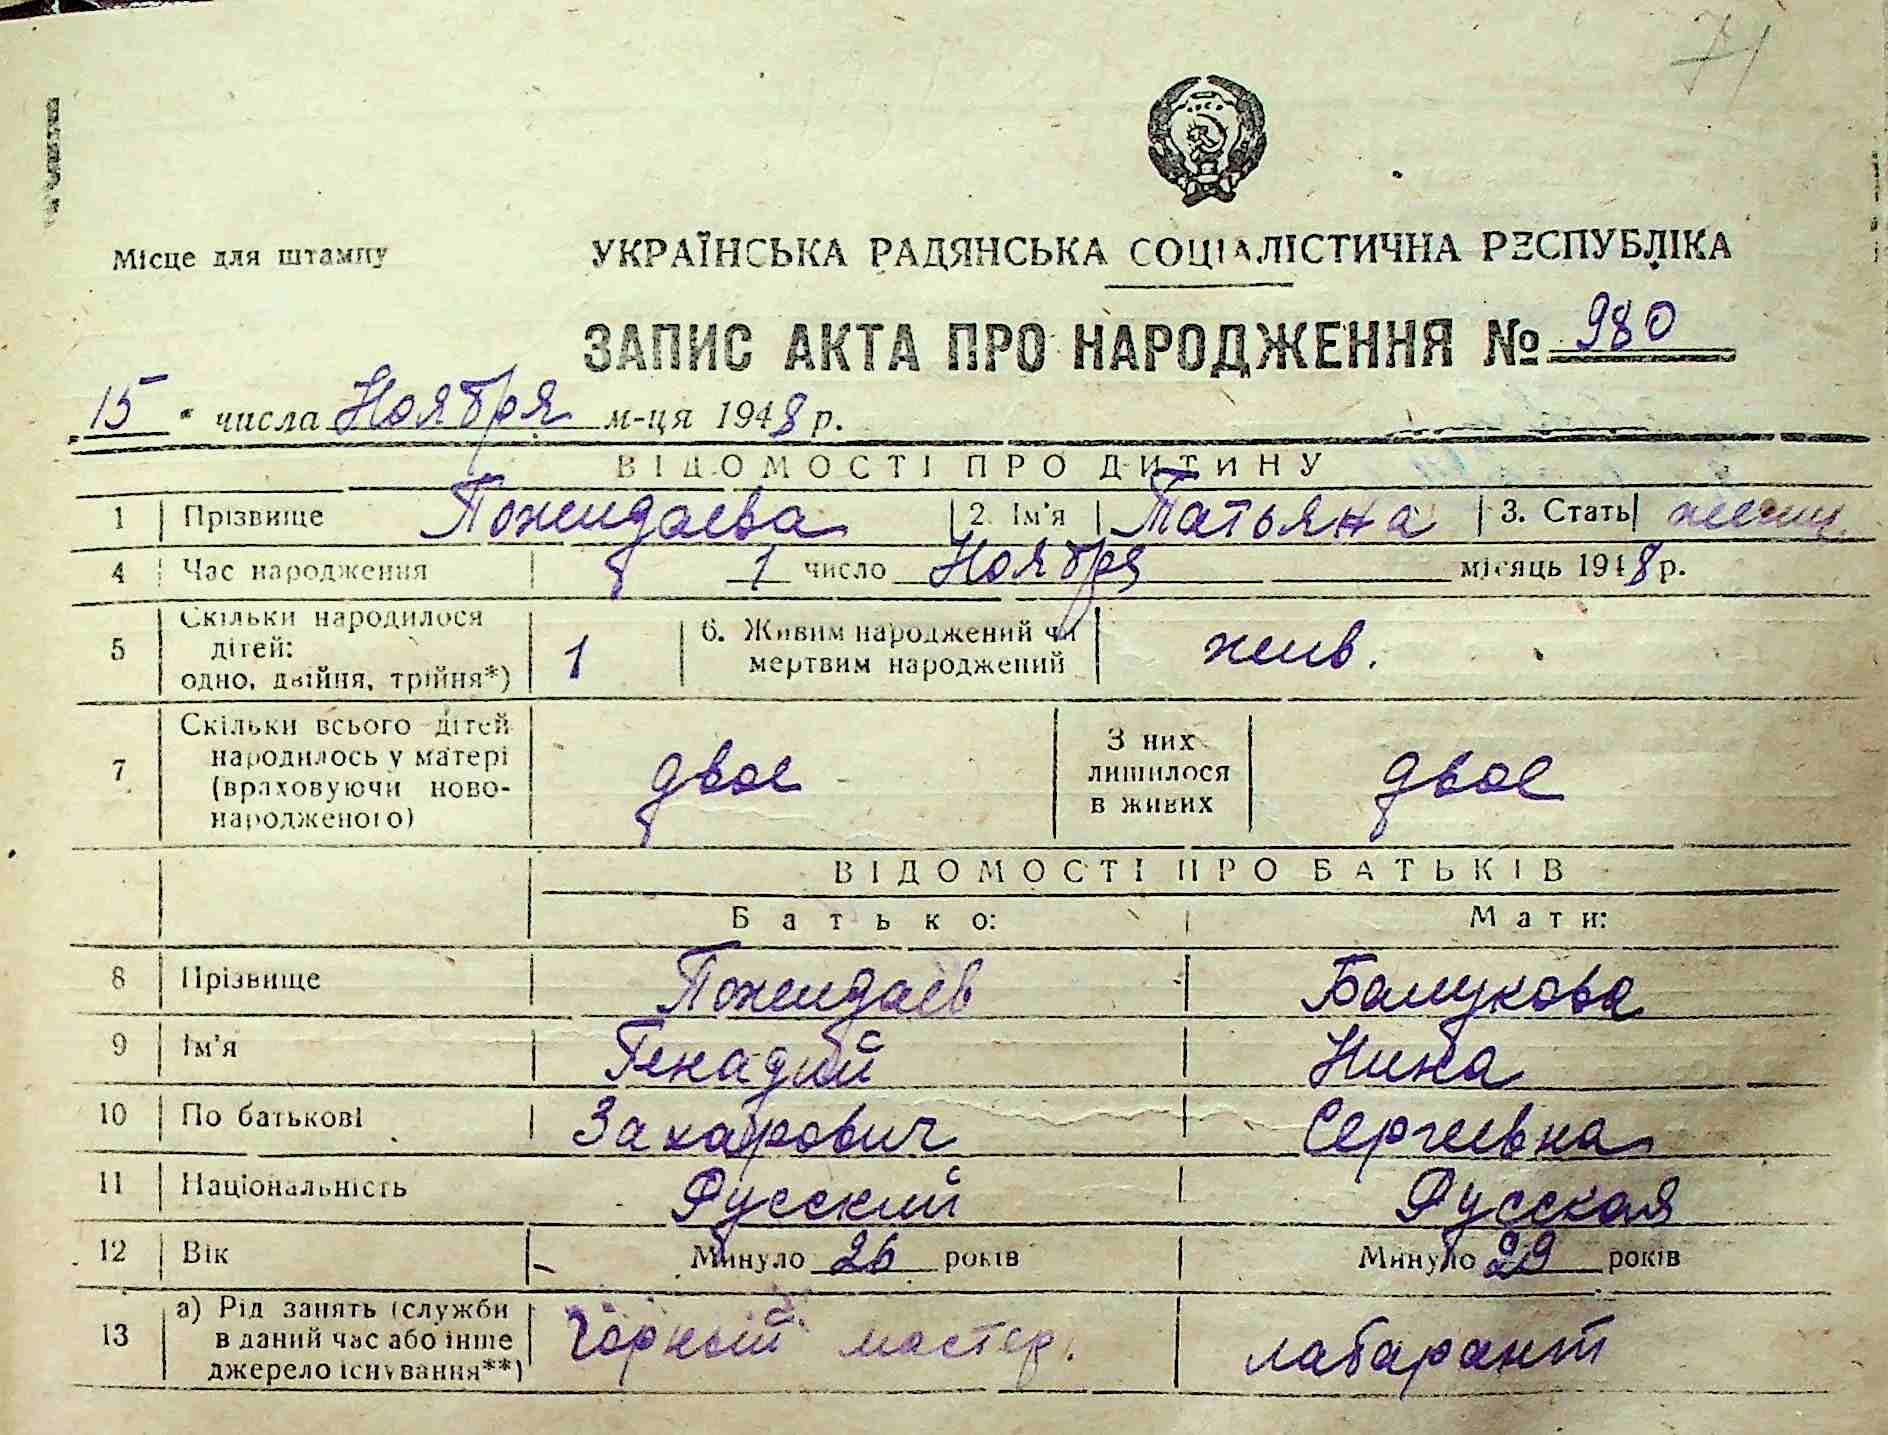 71
Місце для штампу
УКРАЇНСЬКА РАДЯНСЬКА СОЦІАЛІСТИЧНА РЕСПУБЛІКА
ЗАПИС АКТА ПРО НАРОДЖЕННЯ № 980
„15" числа Ноября м-ця 1948 р.
ВІДОМОСТІ ПРО ДИТИНУ
1 Прізвище Пожидаева 2. Ім'я Татьяна 3. Стать женщ.
4 Час народження 1 число Ноября місяць 1948 р.
5 Скільки народилося дітей: одно, двійня, трійня*) 1 6. Живим народжений чи мертвим народжений жив.
7 Скільки всього дітей народилось у матері (враховуючи ново-народженого) двое З них лишилося в живих двое
ВІДОМОСТІ ПРО БАТЬКІВ
Батько: Мати:
8 Прізвище Пожидаев Бамукова
9 Ім'я Генадий Нина
10 По батькові Захарович Сергеевна
11 Національність Русский Русская
12 Вік Минуло 26 років Минуло 29 років
13 а) Рід занять (служби в даний час або інше джерело існування**) Горный мастер. лабарант